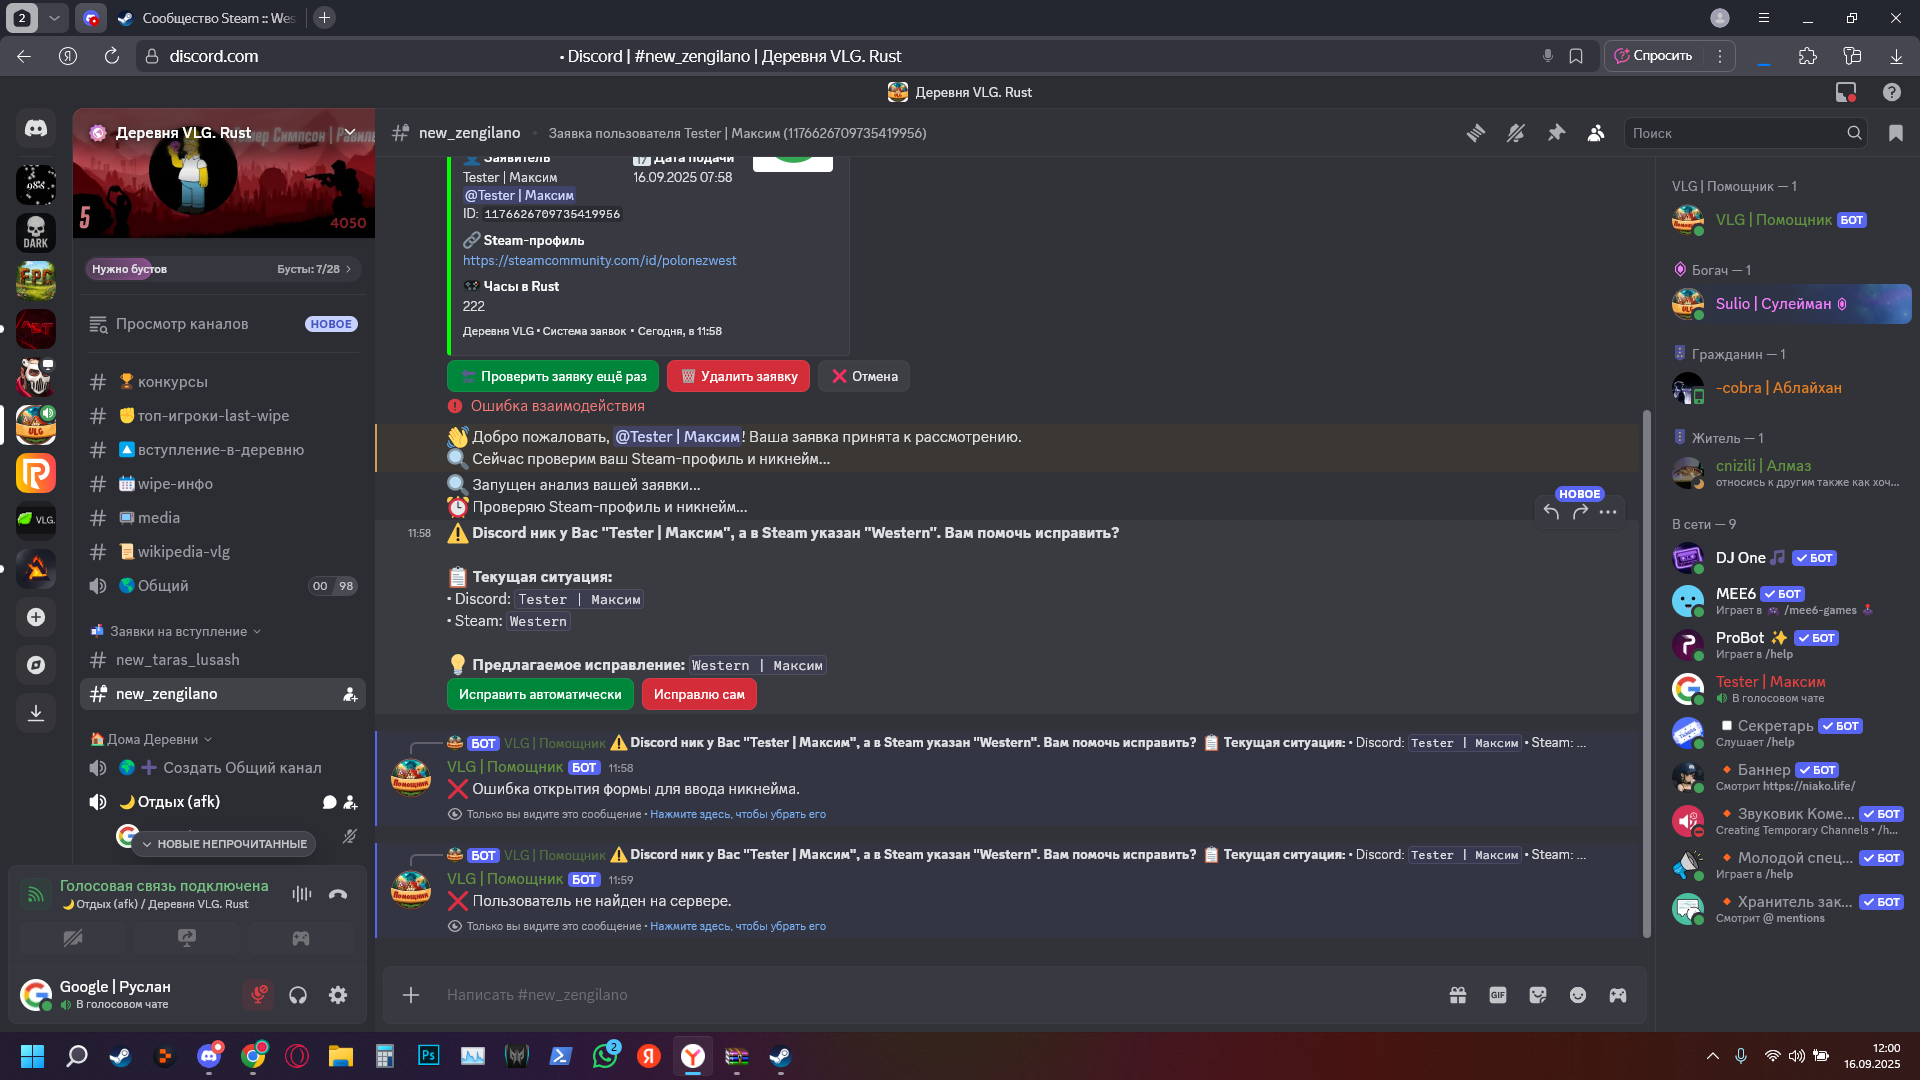 2
Сообщество Steam :: Wes
discord.com
• Discord | #new_zengilano | Деревня VLG. Rust
Спросить
Деревня VLG. Rust
Деревня VLG. Rust
5
4050
Нужно бустов
Бусты: 7/28
Просмотр каналов
НОВОЕ
конкурсы
топ-игроки-last-wipe
вступление-в-деревню
wipe-инфо
media
wikipedia-vlg
Общий
00 98
Заявки на вступление
new_taras_lusash
new_zengilano
Дома Деревни
Создать Общий канал
Отдых (afk)
НОВЫЕ НЕПРОЧИТАННЫЕ
Голосовая связь подключена
Отдых (afk) / Деревня VLG. Rust
Google | Руслан
В голосовом чате
DARK
VLG
new_zengilano
Заявка пользователя Tester | Максим (1176626709735419956)
Поиск
Заявитель
Дата подачи
Tester | Максим
16.09.2025 07:58
@Tester | Максим
ID: 1176626709735419956
Steam-профиль
https://steamcommunity.com/id/polonezwest
Часы в Rust
222
Деревня VLG • Система заявок • Сегодня, в 11:58
Проверить заявку ещё раз
Удалить заявку
Отмена
Ошибка взаимодействия
Добро пожаловать, @Tester | Максим! Ваша заявка принята к рассмотрению.
Сейчас проверим ваш Steam-профиль и никнейм...
Запущен анализ вашей заявки...
Проверяю Steam-профиль и никнейм...
НОВОЕ
11:58
Discord ник у Вас "Tester | Максим", а в Steam указан "Western". Вам помочь исправить?
Текущая ситуация:
• Discord: Tester | Максим
• Steam: Western
Предлагаемое исправление: Western | Максим
Исправить автоматически
Исправлю сам
БОТ VLG | Помощник Discord ник у Вас "Tester | Максим", а в Steam указан "Western". Вам помочь исправить? Текущая ситуация: • Discord: Tester | Максим • Steam: ...
VLG | Помощник БОТ 11:58
Ошибка открытия формы для ввода никнейма.
Только вы видите это сообщение • Нажмите здесь, чтобы убрать его
БОТ VLG | Помощник Discord ник у Вас "Tester | Максим", а в Steam указан "Western". Вам помочь исправить? Текущая ситуация: • Discord: Tester | Максим • Steam: ...
VLG | Помощник БОТ 11:59
Пользователь не найден на сервере.
Только вы видите это сообщение • Нажмите здесь, чтобы убрать его
Написать #new_zengilano
GIF
VLG | Помощник — 1
VLG | Помощник БОТ
Богач — 1
Sulio | Сулейман
Гражданин — 1
-cobra | Аблайхан
Житель — 1
cnizili | Алмаз
относись к другим также как хоч...
В сети — 9
DJ One БОТ
MEE6 БОТ
Играет в /mee6-games
ProBot БОТ
Играет в /help
Tester | Максим
В голосовом чате
Секретарь БОТ
Слушает /help
Баннер БОТ
Смотрит https://niako.life/
Звуковик Коме... БОТ
Creating Temporary Channels • /h...
Молодой спец... БОТ
Играет в /help
Хранитель зак... БОТ
Смотрит @ mentions
Ps
2
12:00
16.09.2025